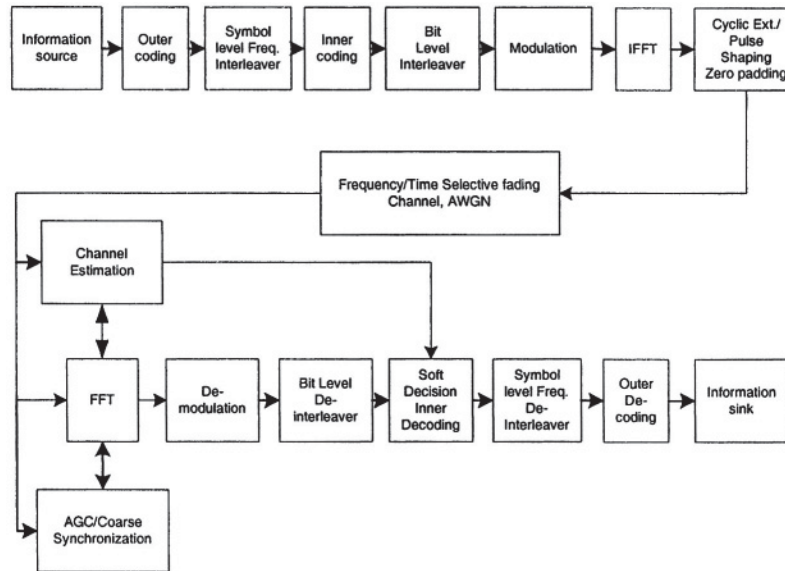 Information
source
Outer
coding
Symbol
level Freq.
Interleaver
Inner
coding
Bit
Level
Interleaver
Modulation
IFFT
Cyclic Ext./
Pulse
Shaping
Zero padding
Frequency/Time Selective fading
Channel, AWGN
Channel
Estimation
FFT
De-
modulation
Bit Level
De-
interleaver
Soft
Decision
Inner
Decoding
Symbol
level Freq.
De-
Interleaver
Outer
De-
coding
Information
sink
AGC/Coarse
Synchronization